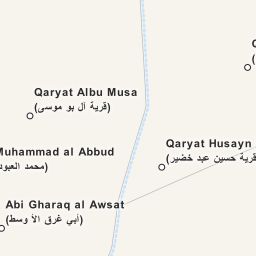 Qaryat Albu Musa
(قرية آل بو موسى)
Qaryat Husayn
قرية حسين عبد خضير)
Muhammad al Abbud
(محمد العبود
Abi Gharaq al Awsat
(أبي غرق الأ وسط)